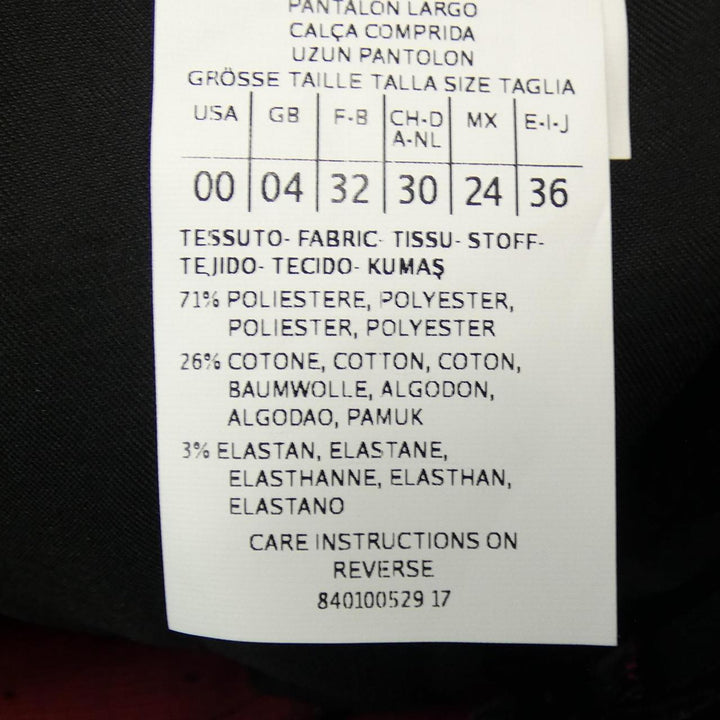 PANTALON LARGO
CALÇA COMPRIDA
UZUN PANTOLON
GRÖSSE TAILLE TALLA SIZE TAGLIA
USA GB F-B CH-D A-NL MX E-I-J
00 04 32 30 24 36
TESSUTO- FABRIC- TISSU- STOFF-
TEJIDO- TECIDO- KUMAŞ
71% POLIESTERE, POLYESTER,
POLIESTER, POLYESTER
26% COTONE, COTTON, COTON,
BAUMWOLLE, ALGODON,
ALGODAO, PAMUK
3% ELASTAN, ELASTANE,
ELASTHANNE, ELASTHAN,
ELASTANO
CARE INSTRUCTIONS ON
REVERSE
840100529 17